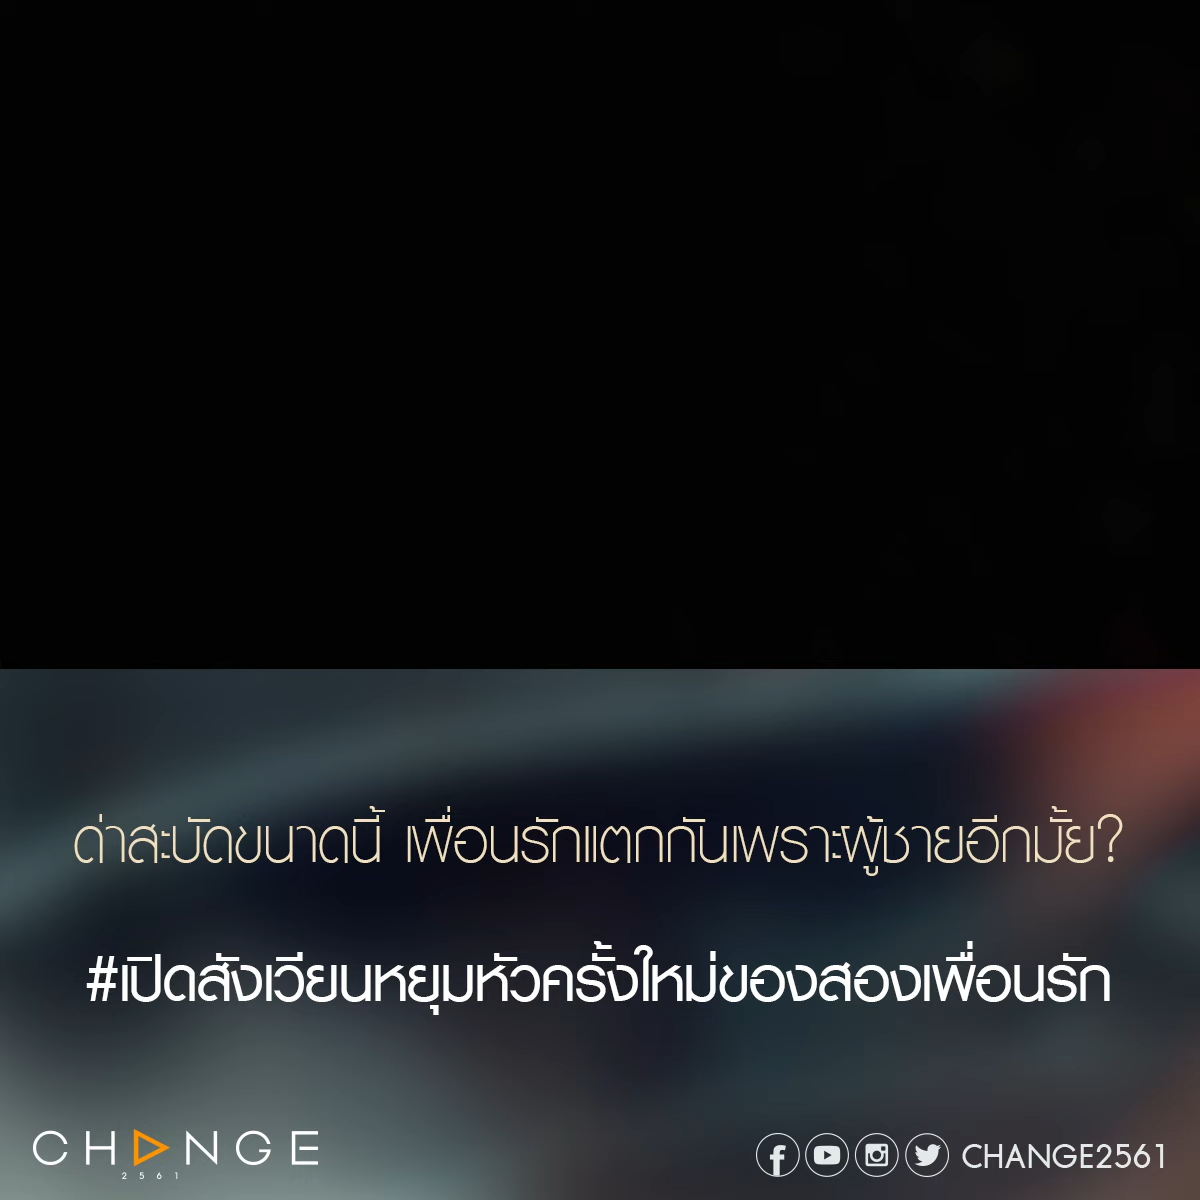 ด่าสะบัดขนาดนี้ เพื่อนรักแตกกันเพราะผู้ชายอีกมั้ย?
#เปิดสังเวียนหยุมหัวครั้งใหม่ของสองเพื่อนรัก
CHANGE
2561
CHANGE2561